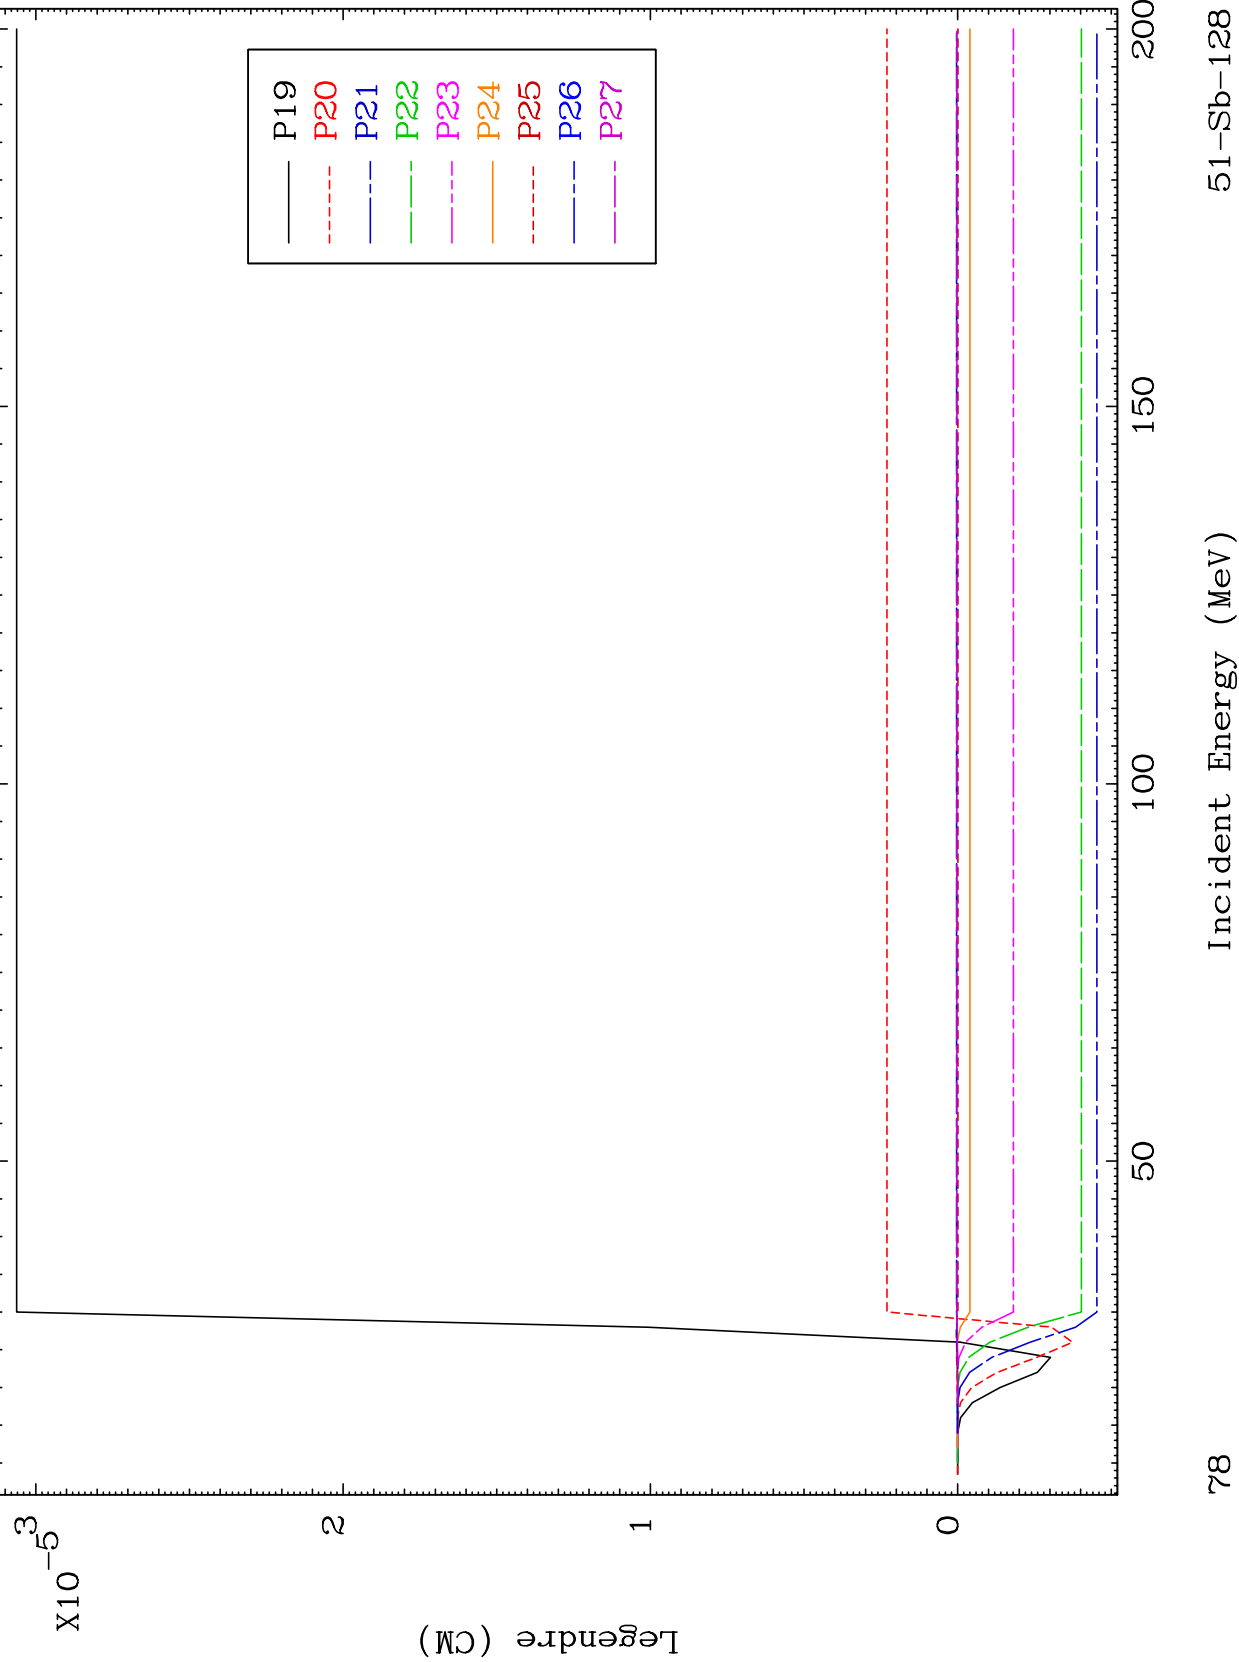 X10⁻⁵
3
2
1
0
Legendre (CM)
P19
P20
P21
P22
P23
P24
P25
P26
P27
50
100
150
200
78
Incident Energy (MeV)
51-Sb-128